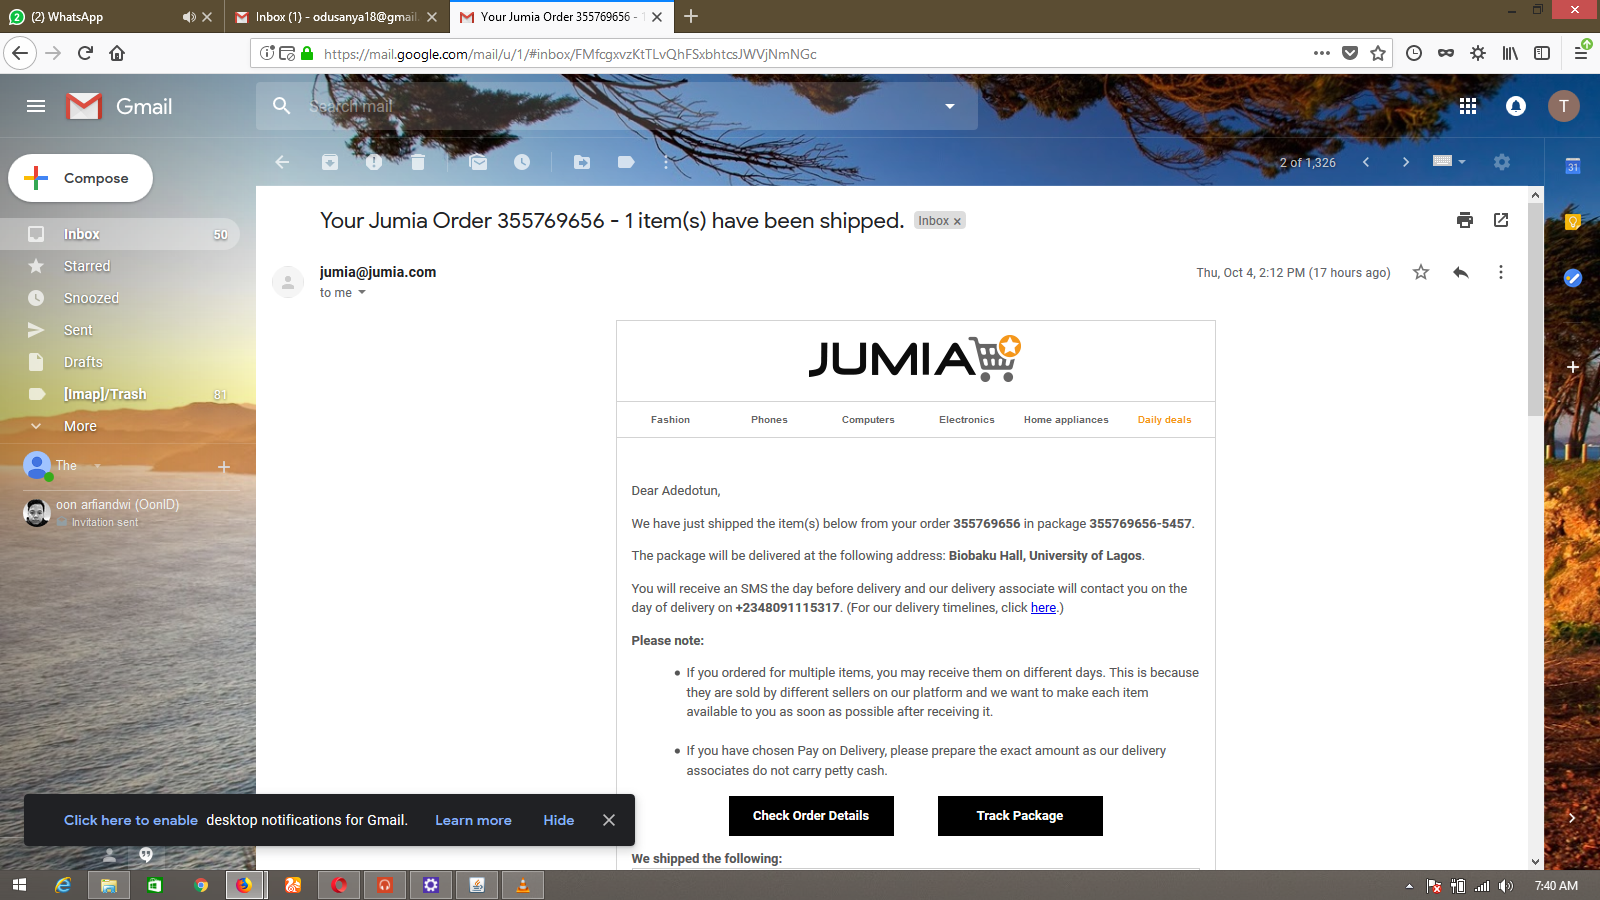 (2) WhatsApp
Inbox (1) - odusanya18@gmail.
Your Jumia Order 355769656 -
https://mail.google.com/mail/u/1/#inbox/FMfcgxvzKtTLvQhFSxbhtcsJWVjNmNGc
Gmail
Search mail
T
Compose
2 of 1,326
31
Inbox 50
Starred
Snoozed
Sent
Drafts
[Imap]/Trash 81
More
The
oon arfiandwi (OonID)
Invitation sent
Your Jumia Order 355769656 - 1 item(s) have been shipped.
Inbox x
jumia@jumia.com
Thu, Oct 4, 2:12 PM (17 hours ago)
to me
JUMIA
Fashion Phones Computers Electronics Home appliances Daily deals
Dear Adedotun,
We have just shipped the item(s) below from your order 355769656 in package 355769656-5457.
The package will be delivered at the following address: Biobaku Hall, University of Lagos.
You will receive an SMS the day before delivery and our delivery associate will contact you on the
day of delivery on +2348091115317. (For our delivery timelines, click here.)
Please note:
• If you ordered for multiple items, you may receive them on different days. This is because
they are sold by different sellers on our platform and we want to make each item
available to you as soon as possible after receiving it.
• If you have chosen Pay on Delivery, please prepare the exact amount as our delivery
associates do not carry petty cash.
Check Order Details
Track Package
We shipped the following:
Click here to enable desktop notifications for Gmail. Learn more Hide
7:40 AM